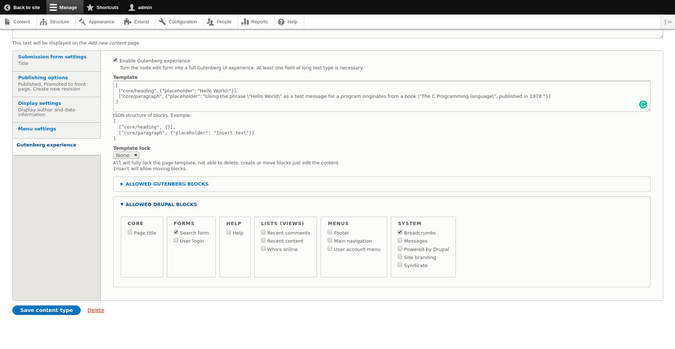 Back to site Manage Shortcuts admin
Content Structure Appearance Extend Configuration People Reports Help
This text will be displayed on the Add new content page.
Submission form settings
Title
Publishing options
Published, Promoted to front
page, Create new revision
Display settings
Display author and date
information
Menu settings
Gutenberg experience
Enable Gutenberg experience
Turn the node edit form into a full Gutenberg UI experience. At least one field of long text type is necessary.
Template
[
["core/heading", {"placeholder": "Hello World!"}],
["core/paragraph", {"placeholder": "Using the phrase \"Hello World!\" as a test message for a program originates from a book \"The C Programming language\", published in 1978."}]
]
JSON structure of blocks. Example:
[
["core/heading", {}],
["core/paragraph", {"placeholder": "Insert text"}]
]
Template lock
None
All will fully lock the page template, not able to delete, create or move blocks just edit the content.
Insert will allow moving blocks.
ALLOWED GUTENBERG BLOCKS
ALLOWED DRUPAL BLOCKS
CORE
Page title
FORMS
Search form
User login
HELP
Help
LISTS (VIEWS)
Recent comments
Recent content
Who's online
MENUS
Footer
Main navigation
User account menu
SYSTEM
Breadcrumbs
Messages
Powered by Drupal
Site branding
Syndicate
Save content type Delete